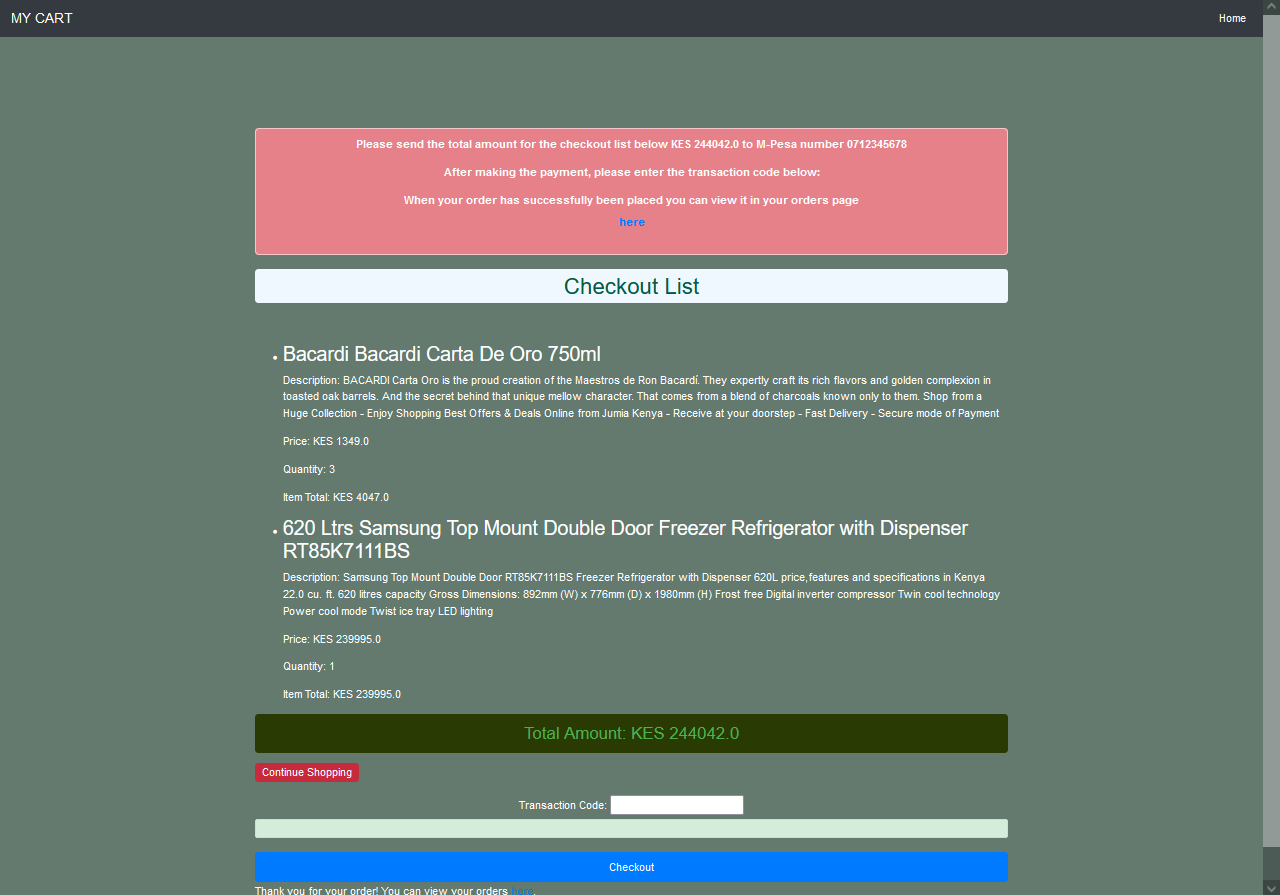 MY CART
Home
Please send the total amount for the checkout list below KES 244042.0 to M-Pesa number 0712345678
After making the payment, please enter the transaction code below:
When your order has successfully been placed you can view it in your orders page
here
Checkout List
Bacardi Bacardi Carta De Oro 750ml
Description: BACARDI Carta Oro is the proud creation of the Maestros de Ron Bacardí. They expertly craft its rich flavors and golden complexion in
toasted oak barrels. And the secret behind that unique mellow character. That comes from a blend of charcoals known only to them. Shop from a
Huge Collection - Enjoy Shopping Best Offers & Deals Online from Jumia Kenya - Receive at your doorstep - Fast Delivery - Secure mode of Payment
Price: KES 1349.0
Quantity: 3
Item Total: KES 4047.0
620 Ltrs Samsung Top Mount Double Door Freezer Refrigerator with Dispenser
RT85K7111BS
Description: Samsung Top Mount Double Door RT85K7111BS Freezer Refrigerator with Dispenser 620L price,features and specifications in Kenya
22.0 cu. ft. 620 litres capacity Gross Dimensions: 892mm (W) x 776mm (D) x 1980mm (H) Frost free Digital inverter compressor Twin cool technology
Power cool mode Twist ice tray LED lighting
Price: KES 239995.0
Quantity: 1
Item Total: KES 239995.0
Total Amount: KES 244042.0
Continue Shopping
Transaction Code:
Checkout
Thank you for your order! You can view your orders here.